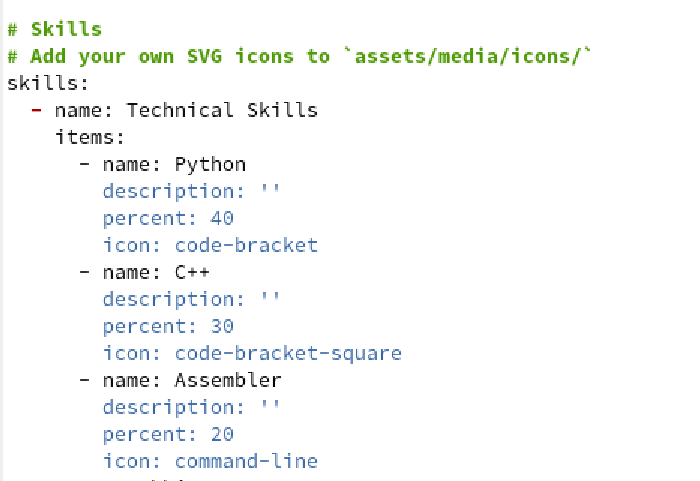 # Skills
# Add your own SVG icons to `assets/media/icons/`
skills:
  - name: Technical Skills
    items:
      - name: Python
        description: ''
        percent: 40
        icon: code-bracket
      - name: C++
        description: ''
        percent: 30
        icon: code-bracket-square
      - name: Assembler
        description: ''
        percent: 20
        icon: command-line